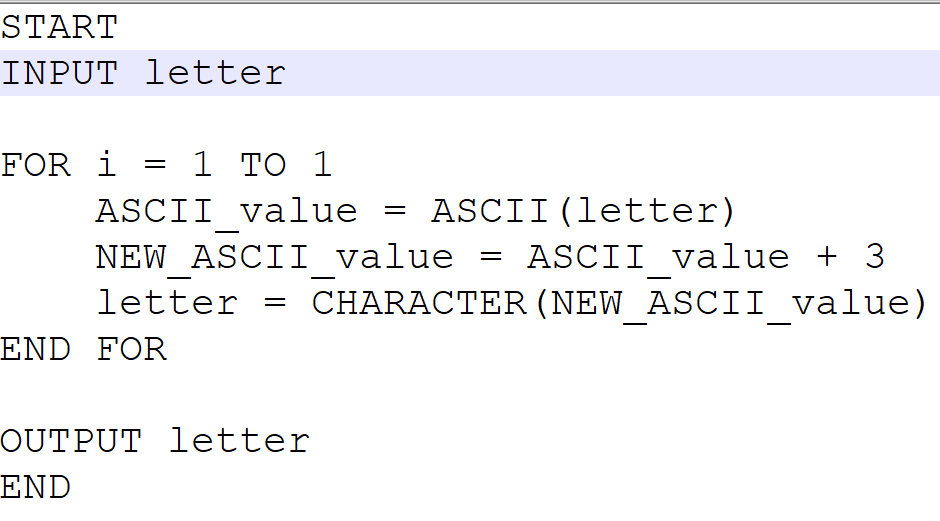 START
INPUT letter
FOR i = 1 TO 1
    ASCII_value = ASCII(letter)
    NEW_ASCII_value = ASCII_value + 3
    letter = CHARACTER(NEW_ASCII_value)
END FOR
OUTPUT letter
END